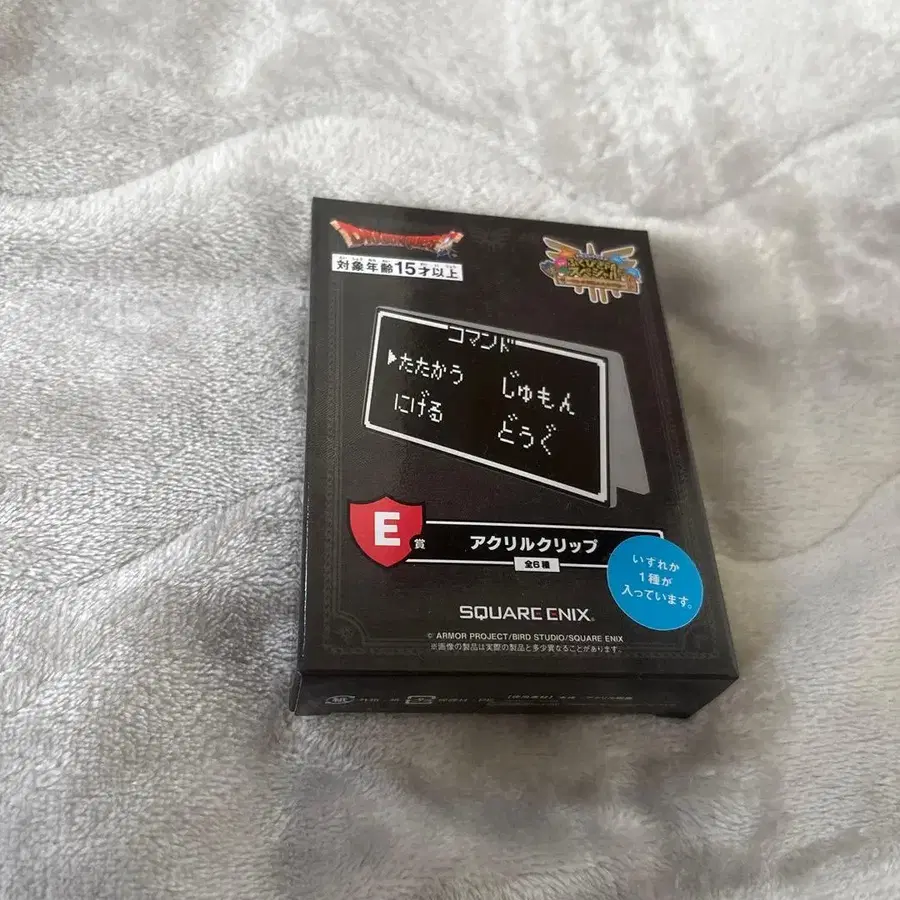 DRAGON QUEST
対象年齢15才以上
コマンド
▶たたかう じゅもん
にげる どうぐ
E賞 アクリルクリップ
全6種
いずれか
1種が
入っています。
SQUARE ENIX
© ARMOR PROJECT/BIRD STUDIO/SQUARE ENIX
※画像の製品は実際の製品と多少異なることがあります。